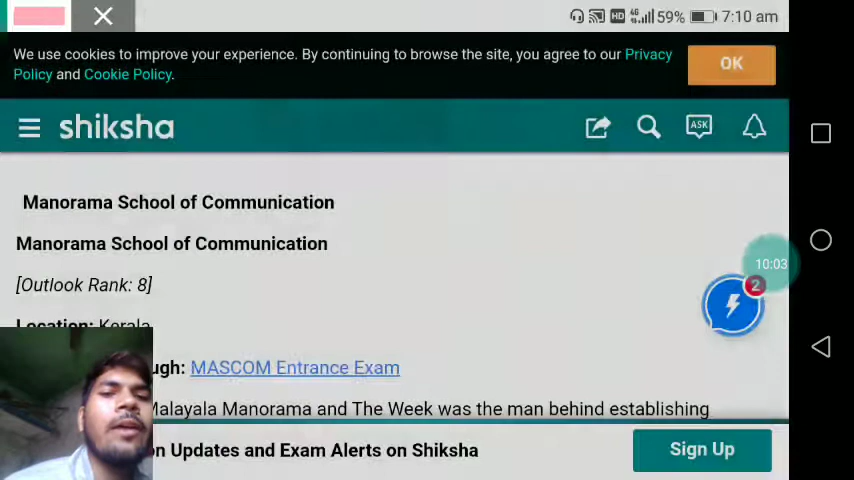 HD 4G 59% 7:10 am
We use cookies to improve your experience. By continuing to browse the site, you agree to our Privacy
Policy and Cookie Policy.
OK
shiksha
ASK
Manorama School of Communication
Manorama School of Communication
[Outlook Rank: 8]
10:03
2
Location: Kerala
ugh: MASCOM Entrance Exam
Malayala Manorama and The Week was the man behind establishing
on Updates and Exam Alerts on Shiksha
Sign Up